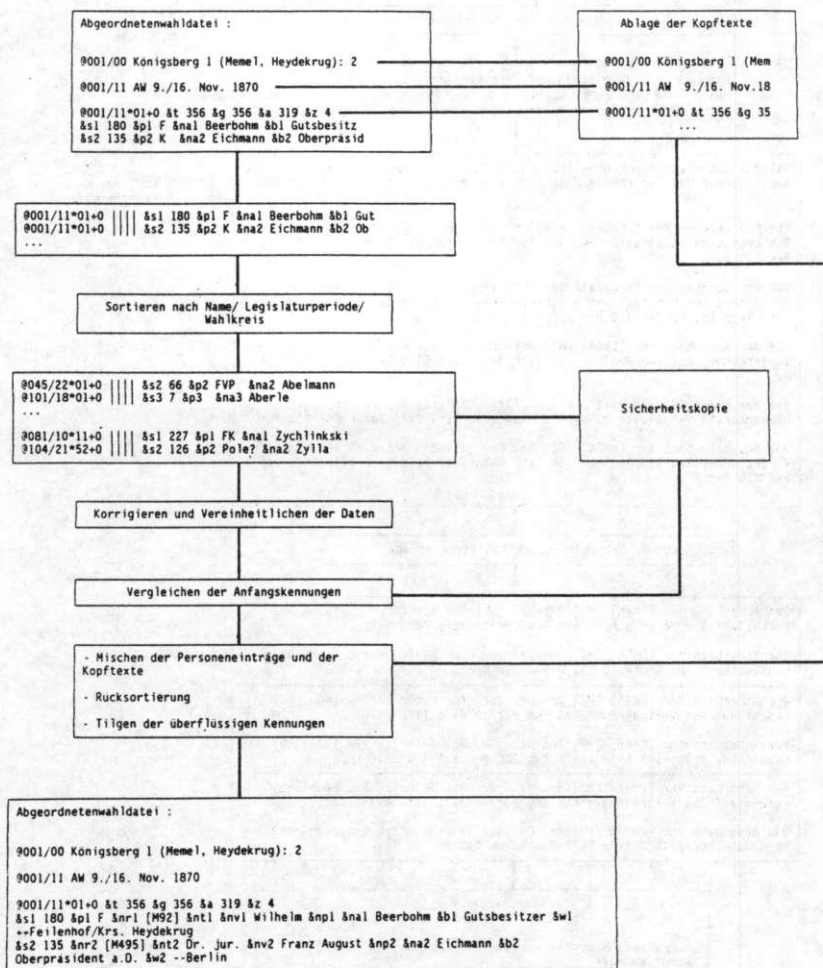 Abgeordnetenwahldatei :
@001/00 Königsberg 1 (Memel, Heydekrug): 2
@001/11 AW 9./16. Nov. 1870
@001/11*01+0 &t 356 &g 356 &a 319 &z 4
&s1 180 &p1 F &na1 Beerbohm &b1 Gutsbesitz
&s2 135 &p2 K &na2 Eichmann &b2 Oberpräsid
Ablage der Kopftexte
@001/00 Königsberg 1 (Mem
@001/11 AW 9./16. Nov.18
@001/11*01+0 &t 356 &g 35
...
@001/11*01+0 |||| &s1 180 &p1 F &na1 Beerbohm &b1 Gut
@001/11*01+0 |||| &s2 135 &p2 K &na2 Eichmann &b2 Ob
...
Sortieren nach Name/ Legislaturperiode/
Wahlkreis
@045/22*01+0 |||| &s2 66 &p2 FVP &na2 Abelmann
@101/18*01+0 |||| &s3 7 &p3 &na3 Aberle
...
@081/10*11+0 |||| &s1 227 &p1 FK &na1 Zychlinkski
@104/21*52+0 |||| &s2 126 &p2 Pole? &na2 Zylla
Sicherheitskopie
Korrigieren und Vereinheitlichen der Daten
Vergleichen der Anfangskennungen
- Mischen der Personeneinträge und der
Kopftexte
- Rucksortierung
- Tilgen der überflüssigen Kennungen
Abgeordnetenwahldatei :
@001/00 Königsberg 1 (Memel, Heydekrug): 2
@001/11 AW 9./16. Nov. 1870
@001/11*01+0 &t 356 &g 356 &a 319 &z 4
&s1 180 &p1 F &nr1 [M92] &nt1 &nv1 Wilhelm &np1 &na1 Beerbohm &b1 Gutsbesitzer &w1
++Feilenhof/Krs. Heydekrug
&s2 135 &nr2 [M495] &nt2 Dr. jur. &nv2 Franz August &np2 &na2 Eichmann &b2
Oberpräsident a.D. &w2 --Berlin